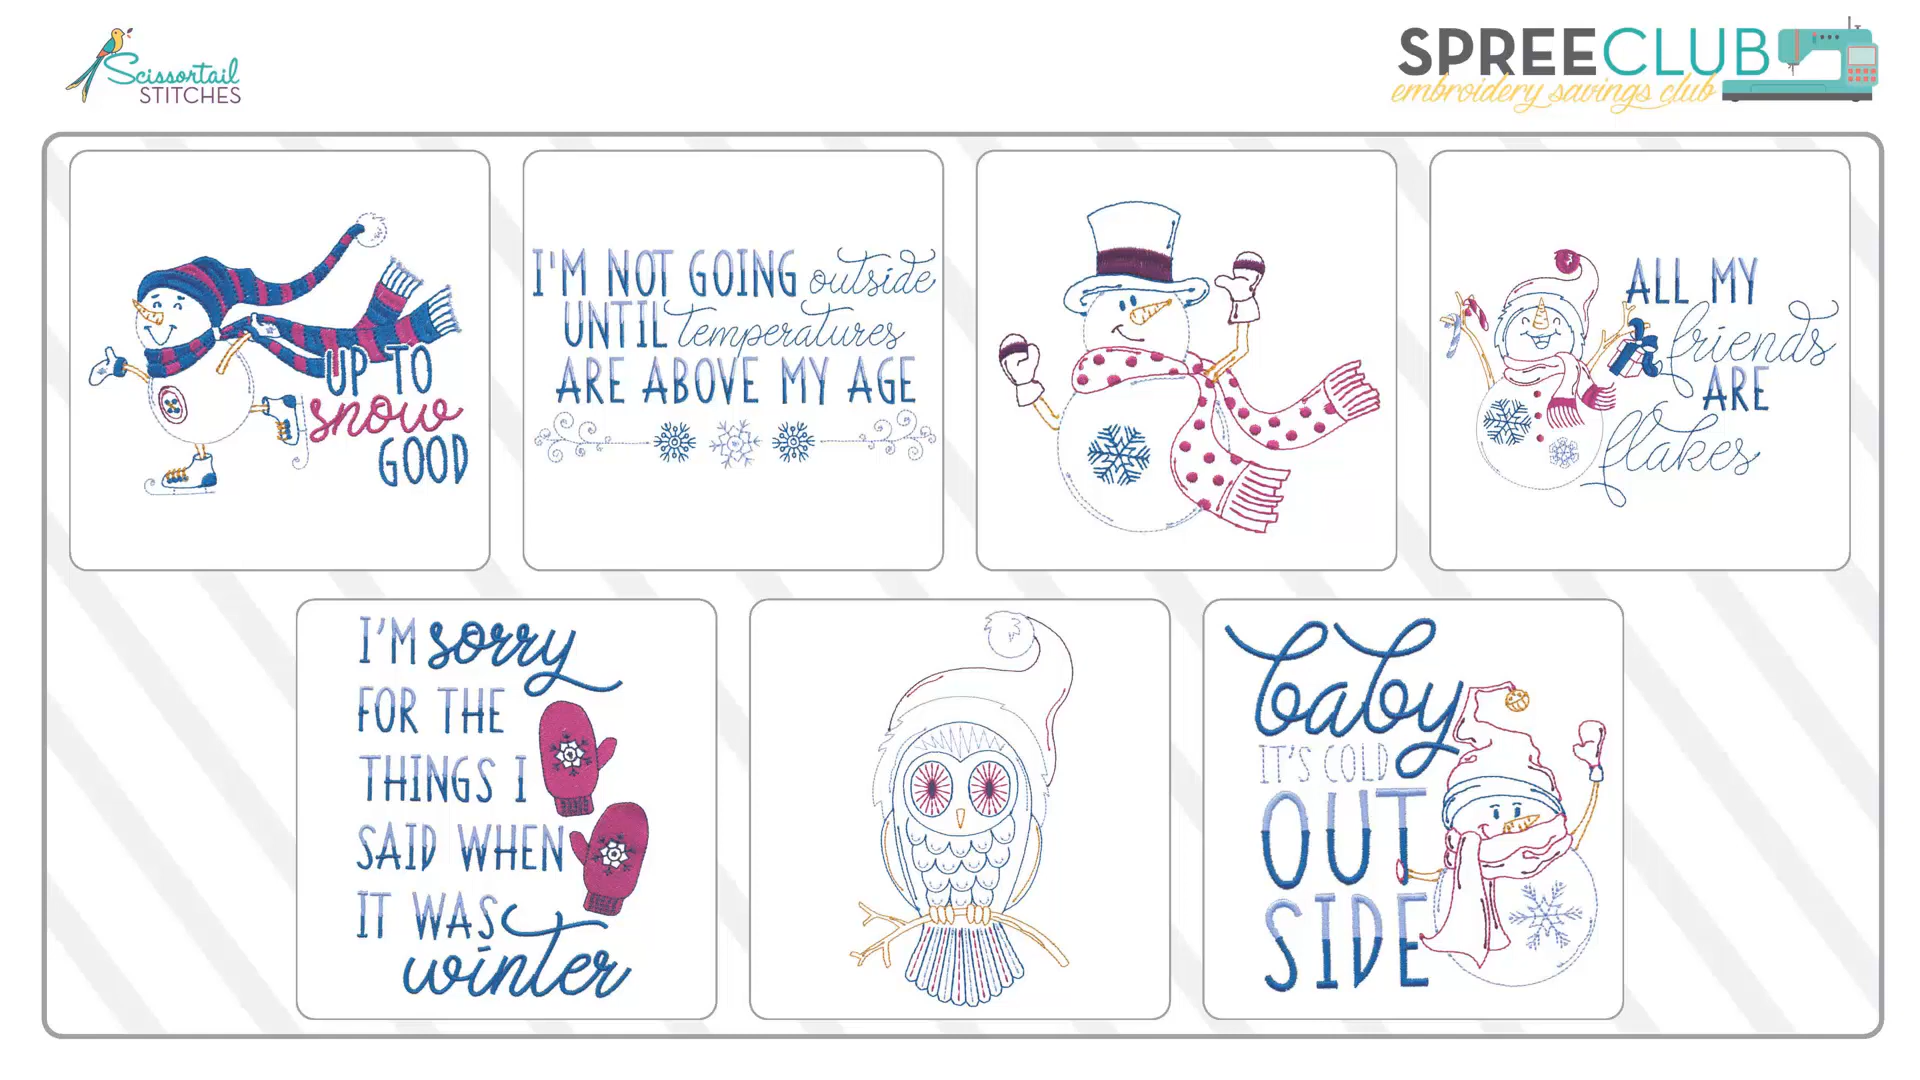 Scissortail
STITCHES
SPREECLUB
embroidery savings club
UP TO
snow
GOOD
I'M NOT GOING outside
UNTIL temperatures
ARE ABOVE MY AGE
ALL MY
friends
ARE
flakes
I'M sorry
FOR THE
THINGS I
SAID WHEN
IT WAS
winter
baby
IT'S COLD
OUT
SIDE